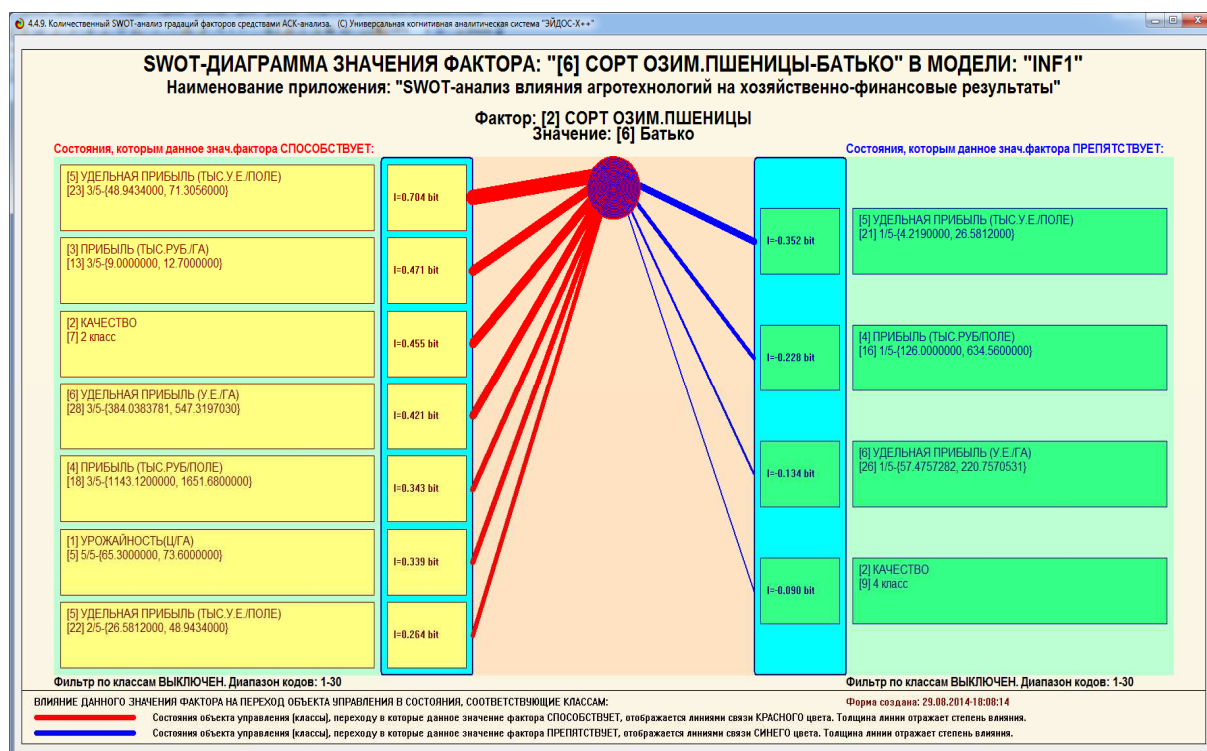 4.4.9. Количественный SWOT-анализ градаций факторов средствами АСК-анализа. (С) Универсальная когнитивная аналитическая система "ЭЙДОС-X++"
SWOT-ДИАГРАММА ЗНАЧЕНИЯ ФАКТОРА: "[6] СОРТ ОЗИМ.ПШЕНИЦЫ-БАТЬКО" В МОДЕЛИ: "INF1"
Наименование приложения: "SWOT-анализ влияния агротехнологий на хозяйственно-финансовые результаты"
Фактор: [2] СОРТ ОЗИМ.ПШЕНИЦЫ
Значение: [6] Батько
Состояния, которым данное знач.фактора СПОСОБСТВУЕТ:
[5] УДЕЛЬНАЯ ПРИБЫЛЬ (ТЫС.У.Е./ПОЛЕ)
[23] 3/5-{48.9434000, 71.3056000}
I=0.704 bit
[3] ПРИБЫЛЬ (ТЫС.РУБ./ГА)
[13] 3/5-{9.0000000, 12.7000000}
I=0.471 bit
[2] КАЧЕСТВО
[7] 2 класс
I=0.455 bit
[6] УДЕЛЬНАЯ ПРИБЫЛЬ (У.Е./ГА)
[28] 3/5-{384.0383781, 547.3197030}
I=0.421 bit
[4] ПРИБЫЛЬ (ТЫС.РУБ/ПОЛЕ)
[18] 3/5-{1143.1200000, 1651.6800000}
I=0.343 bit
[1] УРОЖАЙНОСТЬ(Ц/ГА)
[5] 5/5-{65.3000000, 73.6000000}
I=0.339 bit
[5] УДЕЛЬНАЯ ПРИБЫЛЬ (ТЫС.У.Е./ПОЛЕ)
[22] 2/5-{26.5812000, 48.9434000}
I=0.264 bit
Фильтр по классам ВЫКЛЮЧЕН. Диапазон кодов: 1-30
Состояния, которым данное знач.фактора ПРЕПЯТСТВУЕТ:
I=-0.352 bit
[5] УДЕЛЬНАЯ ПРИБЫЛЬ (ТЫС.У.Е./ПОЛЕ)
[21] 1/5-{4.2190000, 26.5812000}
I=-0.228 bit
[4] ПРИБЫЛЬ (ТЫС.РУБ/ПОЛЕ)
[16] 1/5-{126.0000000, 634.5600000}
I=-0.134 bit
[6] УДЕЛЬНАЯ ПРИБЫЛЬ (У.Е./ГА)
[26] 1/5-{57.4757282, 220.7570531}
I=-0.090 bit
[2] КАЧЕСТВО
[9] 4 класс
Фильтр по классам ВЫКЛЮЧЕН. Диапазон кодов: 1-30
ВЛИЯНИЕ ДАННОГО ЗНАЧЕНИЯ ФАКТОРА НА ПЕРЕХОД ОБЪЕКТА УПРАВЛЕНИЯ В СОСТОЯНИЯ, СООТВЕТСТВУЮЩИЕ КЛАССАМ:
Форма создана: 29.08.2014-18:08:14
Состояния объекта управления (классы), переходу в которые данное значение фактора СПОСОБСТВУЕТ, отображается линиями связи КРАСНОГО цвета. Толщина линии отражает степень влияния.
Состояния объекта управления (классы), переходу в которые данное значение фактора ПРЕПЯТСТВУЕТ, отображается линиями связи СИНЕГО цвета. Толщина линии отражает степень влияния.